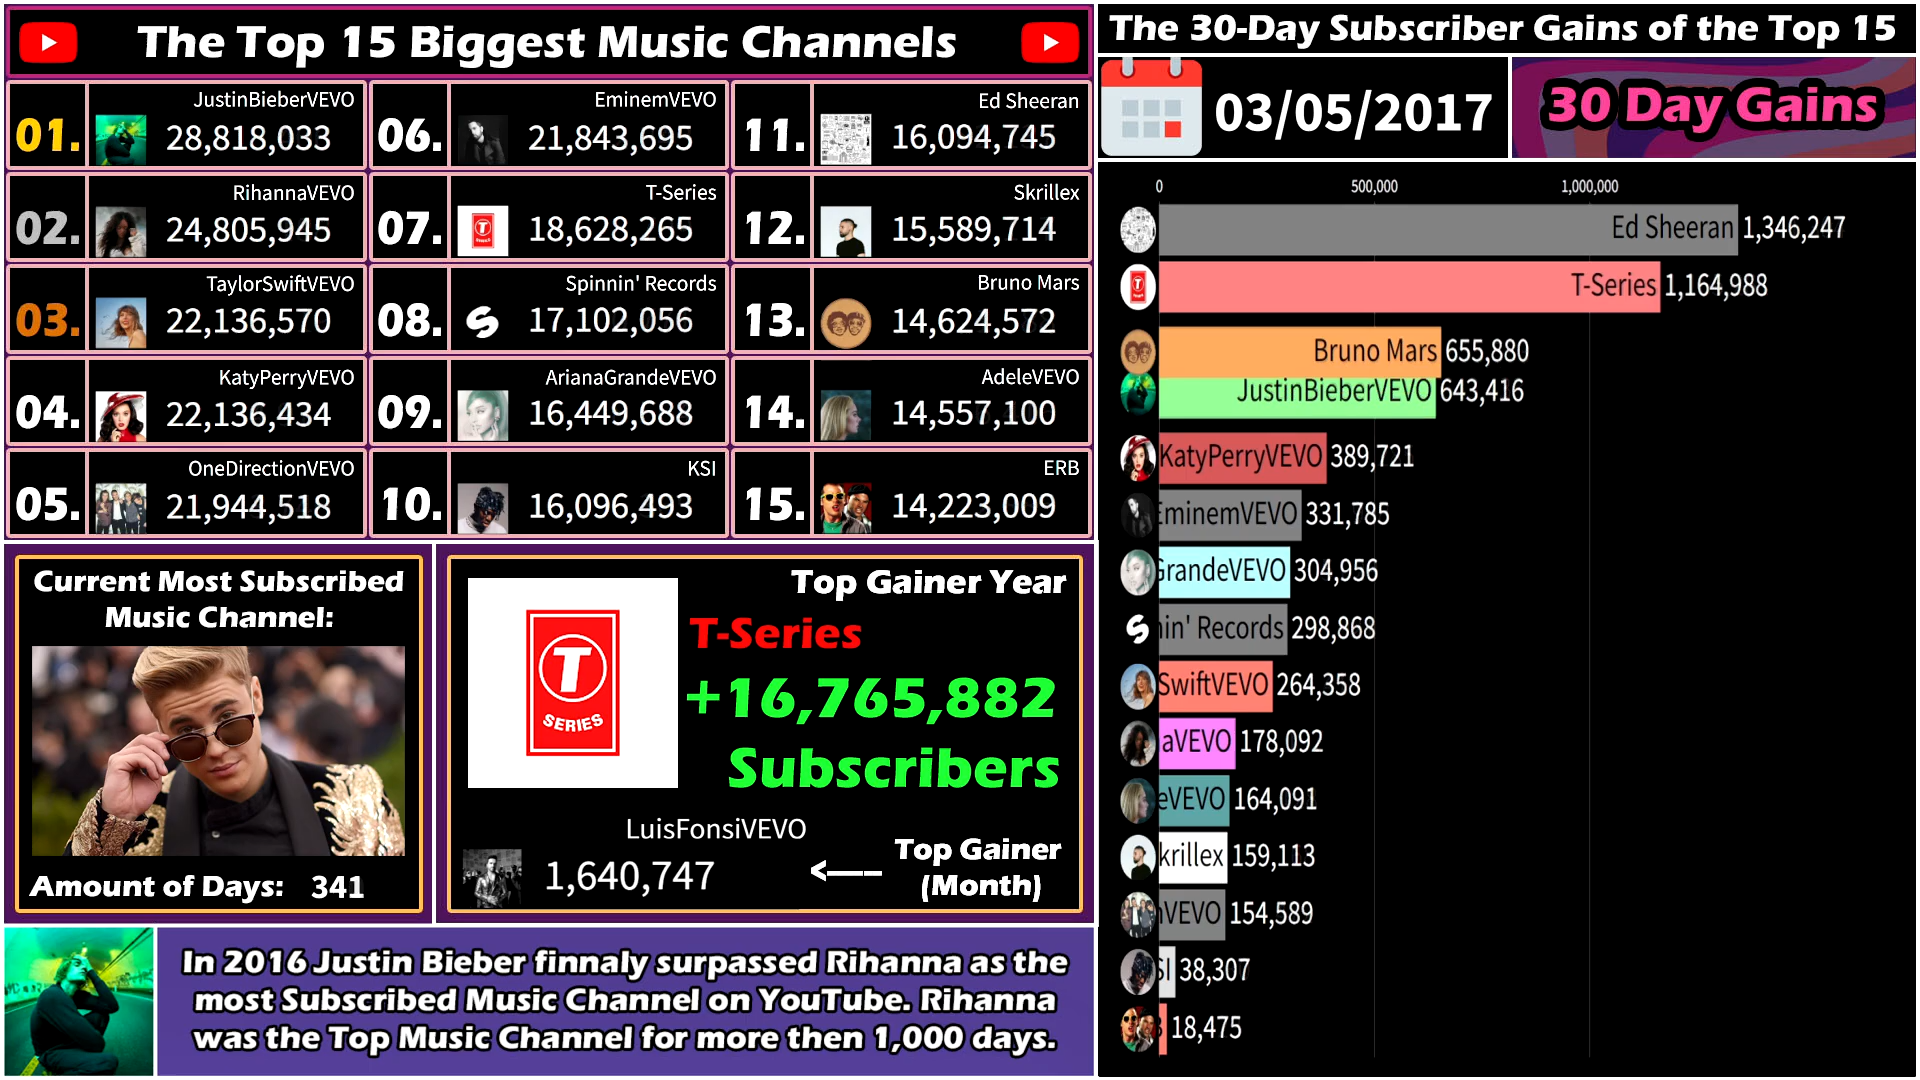 The Top 15 Biggest Music Channels
01.
JustinBieberVEVO
28,818,033
06.
EminemVEVO
21,843,695
11.
Ed Sheeran
16,094,745
02.
RihannaVEVO
24,805,945
07.
T-Series
18,628,265
12.
Skrillex
15,589,714
03.
TaylorSwiftVEVO
22,136,570
08.
Spinnin' Records
17,102,056
13.
Bruno Mars
14,624,572
04.
KatyPerryVEVO
22,136,434
09.
ArianaGrandeVEVO
16,449,688
14.
AdeleVEVO
14,557,100
05.
OneDirectionVEVO
21,944,518
10.
KSI
16,096,493
15.
ERB
14,223,009
Current Most Subscribed
Music Channel:
Amount of Days: 341
Top Gainer Year
T-Series
+16,765,882
Subscribers
T
SERIES
LuisFonsiVEVO
1,640,747
<—– Top Gainer
(Month)
In 2016 Justin Bieber finnaly surpassed Rihanna as the
most Subscribed Music Channel on YouTube. Rihanna
was the Top Music Channel for more then 1,000 days.
The 30-Day Subscriber Gains of the Top 15
03/05/2017
30 Day Gains
0 500,000 1,000,000
Ed Sheeran 1,346,247
T-Series 1,164,988
Bruno Mars 655,880
JustinBieberVEVO 643,416
KatyPerryVEVO 389,721
EminemVEVO 331,785
GrandeVEVO 304,956
nin' Records 298,868
SwiftVEVO 264,358
aVEVO 178,092
eVEVO 164,091
krillex 159,113
nVEVO 154,589
SI 38,307
18,475